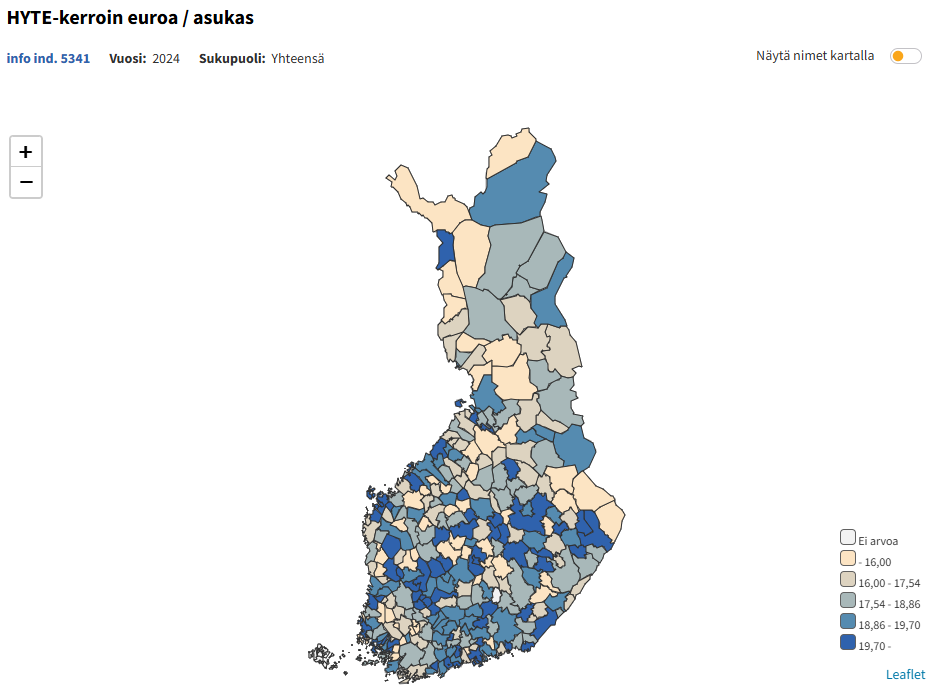 HYTE-kerroin euroa / asukas
info ind. 5341 Vuosi: 2024 Sukupuoli: Yhteensä
Näytä nimet kartalla
+
−
Ei arvoa
- 16,00
16,00 - 17,54
17,54 - 18,86
18,86 - 19,70
19,70 -
Leaflet